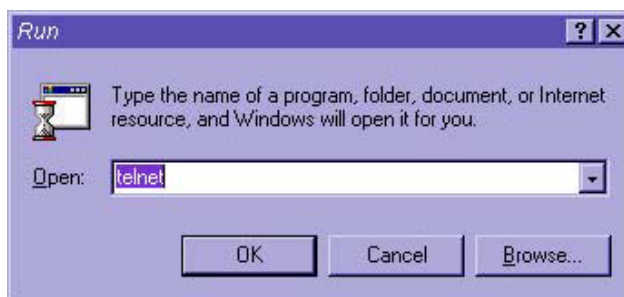 Run
Type the name of a program, folder, document, or Internet
resource, and Windows will open it for you.
Open: telnet
OK Cancel Browse...